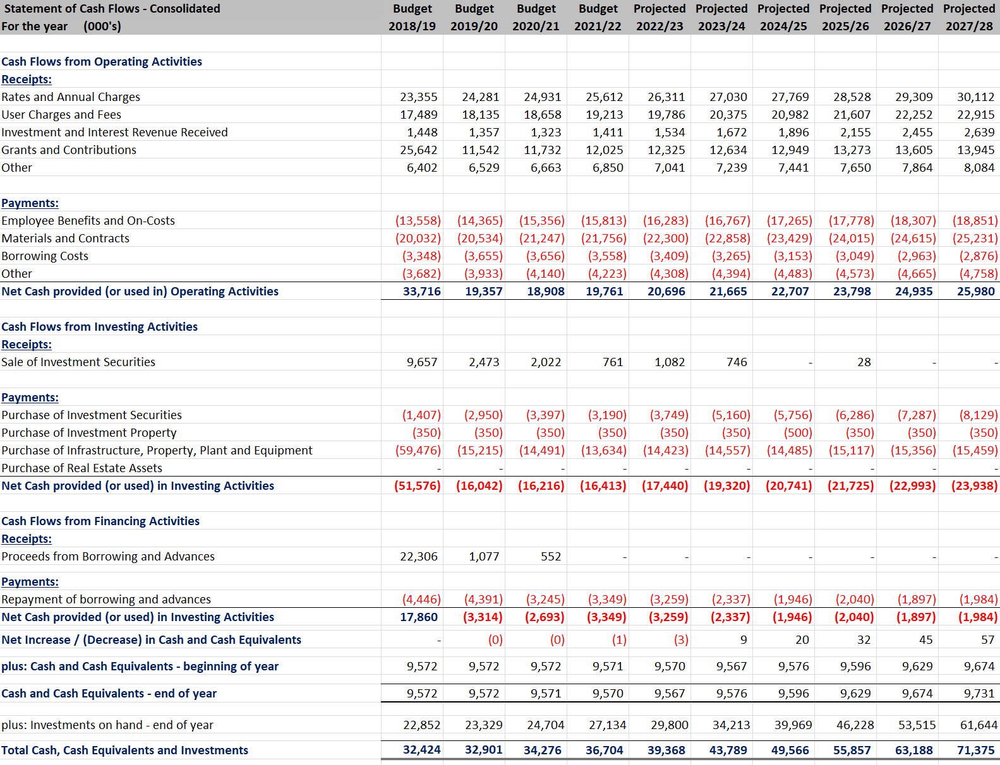 Statement of Cash Flows - Consolidated Budget Budget Budget Budget Projected Projected Projected Projected Projected Projected
For the year (000's) 2018/19 2019/20 2020/21 2021/22 2022/23 2023/24 2024/25 2025/26 2026/27 2027/28
Cash Flows from Operating Activities
Receipts:
Rates and Annual Charges 23,355 24,281 24,931 25,612 26,311 27,030 27,769 28,528 29,309 30,112
User Charges and Fees 17,489 18,135 18,658 19,213 19,786 20,375 20,982 21,607 22,252 22,915
Investment and Interest Revenue Received 1,448 1,357 1,323 1,411 1,534 1,672 1,896 2,155 2,455 2,639
Grants and Contributions 25,642 11,542 11,732 12,025 12,325 12,634 12,949 13,273 13,605 13,945
Other 6,402 6,529 6,663 6,850 7,041 7,239 7,441 7,650 7,864 8,084
Payments:
Employee Benefits and On-Costs (13,558) (14,365) (15,356) (15,813) (16,283) (16,767) (17,265) (17,778) (18,307) (18,851)
Materials and Contracts (20,032) (20,534) (21,247) (21,756) (22,300) (22,858) (23,429) (24,015) (24,615) (25,231)
Borrowing Costs (3,348) (3,655) (3,656) (3,558) (3,409) (3,265) (3,153) (3,049) (2,963) (2,876)
Other (3,682) (3,933) (4,140) (4,223) (4,308) (4,394) (4,483) (4,573) (4,665) (4,758)
Net Cash provided (or used in) Operating Activities 33,716 19,357 18,908 19,761 20,696 21,665 22,707 23,798 24,935 25,980
Cash Flows from Investing Activities
Receipts:
Sale of Investment Securities 9,657 2,473 2,022 761 1,082 746 - 28 - -
Payments:
Purchase of Investment Securities (1,407) (2,950) (3,397) (3,190) (3,749) (5,160) (5,756) (6,286) (7,287) (8,129)
Purchase of Investment Property (350) (350) (350) (350) (350) (350) (500) (350) (350) (350)
Purchase of Infrastructure, Property, Plant and Equipment (59,476) (15,215) (14,491) (13,634) (14,423) (14,557) (14,485) (15,117) (15,356) (15,459)
Purchase of Real Estate Assets - - - - - - - - - -
Net Cash provided (or used) in Investing Activities (51,576) (16,042) (16,216) (16,413) (17,440) (19,320) (20,741) (21,725) (22,993) (23,938)
Cash Flows from Financing Activities
Receipts:
Proceeds from Borrowing and Advances 22,306 1,077 552 - - - - - - -
Payments:
Repayment of borrowing and advances (4,446) (4,391) (3,245) (3,349) (3,259) (2,337) (1,946) (2,040) (1,897) (1,984)
Net Cash provided (or used) in Investing Activities 17,860 (3,314) (2,693) (3,349) (3,259) (2,337) (1,946) (2,040) (1,897) (1,984)
Net Increase / (Decrease) in Cash and Cash Equivalents - (0) (0) (1) (3) 9 20 32 45 57
plus: Cash and Cash Equivalents - beginning of year 9,572 9,572 9,572 9,571 9,570 9,567 9,576 9,596 9,629 9,674
Cash and Cash Equivalents - end of year 9,572 9,572 9,571 9,570 9,567 9,576 9,596 9,629 9,674 9,731
plus: Investments on hand - end of year 22,852 23,329 24,704 27,134 29,800 34,213 39,969 46,228 53,515 61,644
Total Cash, Cash Equivalents and Investments 32,424 32,901 34,276 36,704 39,368 43,789 49,566 55,857 63,188 71,375